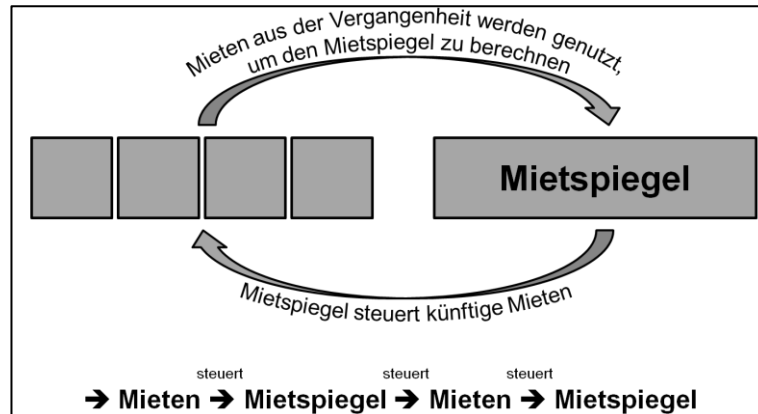 Mieten aus der Vergangenheit werden genutzt,
um den Mietspiegel zu berechnen
Mietspiegel
Mietspiegel steuert künftige Mieten
steuert steuert steuert
➔ Mieten ➔ Mietspiegel ➔ Mieten ➔ Mietspiegel